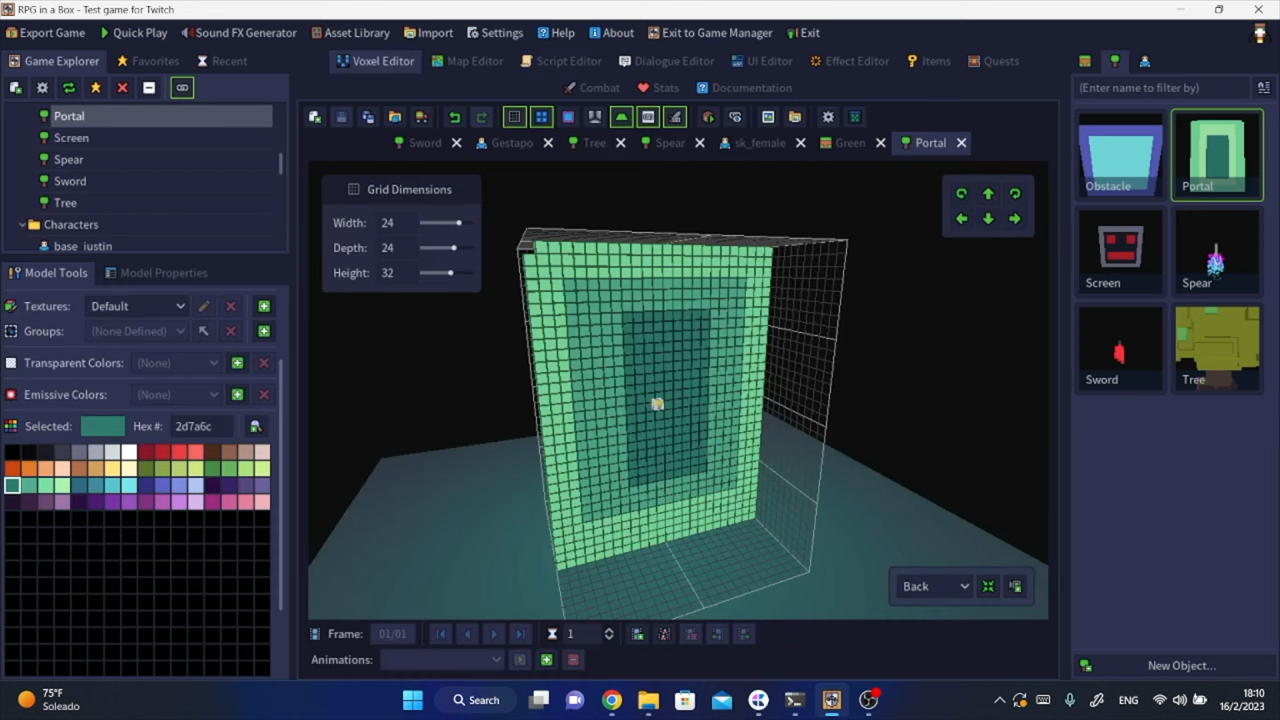 RPG in a Box - Test game for Twitch
Export Game Quick Play Sound FX Generator Asset Library Import Settings Help About Exit to Game Manager Exit
Game Explorer Favorites Recent Voxel Editor Map Editor Script Editor Dialogue Editor UI Editor Effect Editor Items Quests
Combat Stats Documentation
(Enter name to filter by)
Portal
Screen
Spear
Sword
Tree
Characters
base_justin
Sword Gestapo Tree Spear sk_female Green Portal
Grid Dimensions
Width: 24
Depth: 24
Height: 32
Obstacle Portal
Screen Spear
Sword Tree
Model Tools Model Properties
Textures: Default
Groups: (None Defined)
Transparent Colors: (None)
Emissive Colors: (None)
Selected: Hex #: 2d7a6c
Back
Frame: 01/01 1
Animations:
New Object...
75°F
Soleado
Search
ENG
18:10
16/2/2023